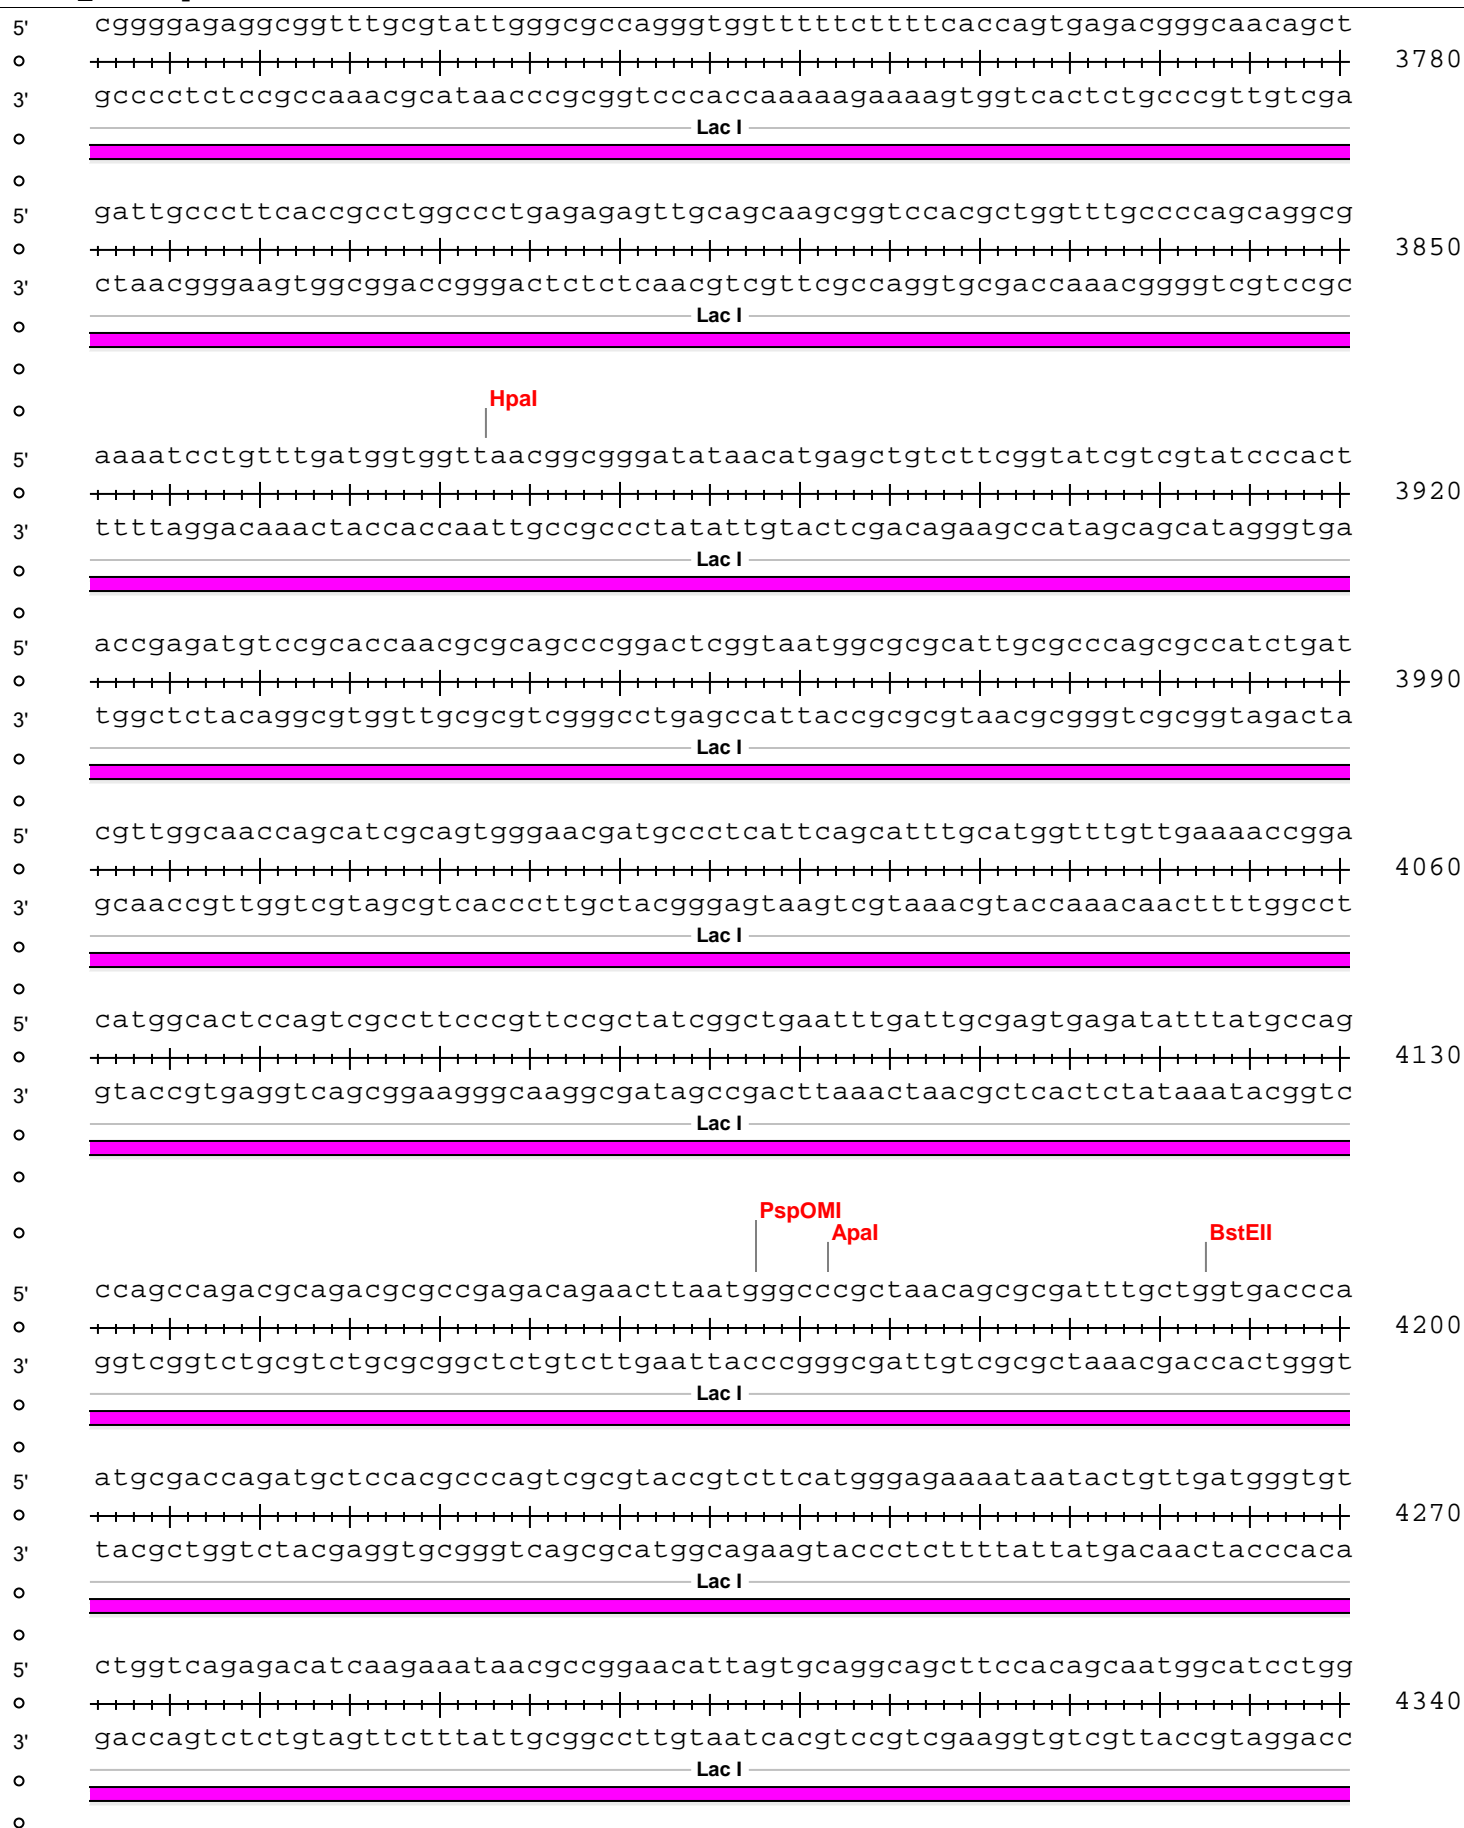 5' cggggagaggcggtttgcgtattgggcgccagggtggtttttcttttcaccagtgagacgggcaacagct
3780
3' gcccctctccgccaaacgcataacccgcggtcccaccaaaaagaaaagtggtcactctgcccgttgtcga
Lac I
5' gattgcccttcaccgcctggccctgagagagttgcagcaagcggtccacgctggtttgccccagcaggcg
3850
3' ctaacgggaagtggcggaccgggactctctcaacgtcgttcgccaggtgcgaccaaacggggtcgtccgc
Lac I
HpaI
5' aaaatcctgtttgatggtggttaacggcgggatataacatgagctgtcttcggtatcgtcgtatcccact
3920
3' ttttaggacaaactaccaccaattgccgccctatattgtactcgacagaagccatagcagcatagggtga
Lac I
5' accgagatgtccgcaccaacgcgcagcccggactcggtaatggcgcgcattgcgcccagcgccatctgat
3990
3' tggctctacaggcgtggttgcgcgtcgggcctgagccattaccgcgcgtaacgcgggtcgcggtagacta
Lac I
5' cgttggcaaccagcatcgcagtgggaacgatgccctcattcagcatttgcatggtttgttgaaaaccgga
4060
3' gcaaccgttggtcgtagcgtcacccttgctacgggagtaagtcgtaaacgtaccaaacaacttttggcct
Lac I
5' catggcactccagtcgccttcccgttccgctatcggctgaatttgattgcgagtgagatatttatgccag
4130
3' gtaccgtgaggtcagcggaagggcaaggcgatagccgacttaaactaacgctcactctataaatacggtc
Lac I
PspOMI
ApaI BstEII
5' ccagccagacgcagacgcgccgagacagaacttaatgggcccgctaacagcgcgatttgctggtgaccca
4200
3' ggtcggtctgcgtctgcgcggctctgtcttgaattacccgggcgattgtcgcgctaaacgaccactgggt
Lac I
5' atgcgaccagatgctccacgcccagtcgcgtaccgtcttcatgggagaaaataatactgttgatgggtgt
4270
3' tacgctggtctacgaggtgcgggtcagcgcatggcagaagtaccctcttttattatgacaactacccaca
Lac I
5' ctggtcagagacatcaagaaataacgccggaacattagtgcaggcagcttccacagcaatggcatcctgg
4340
3' gaccagtctctgtagttctttattgcggccttgtaatcacgtccgtcgaaggtgtcgttaccgtaggacc
Lac I